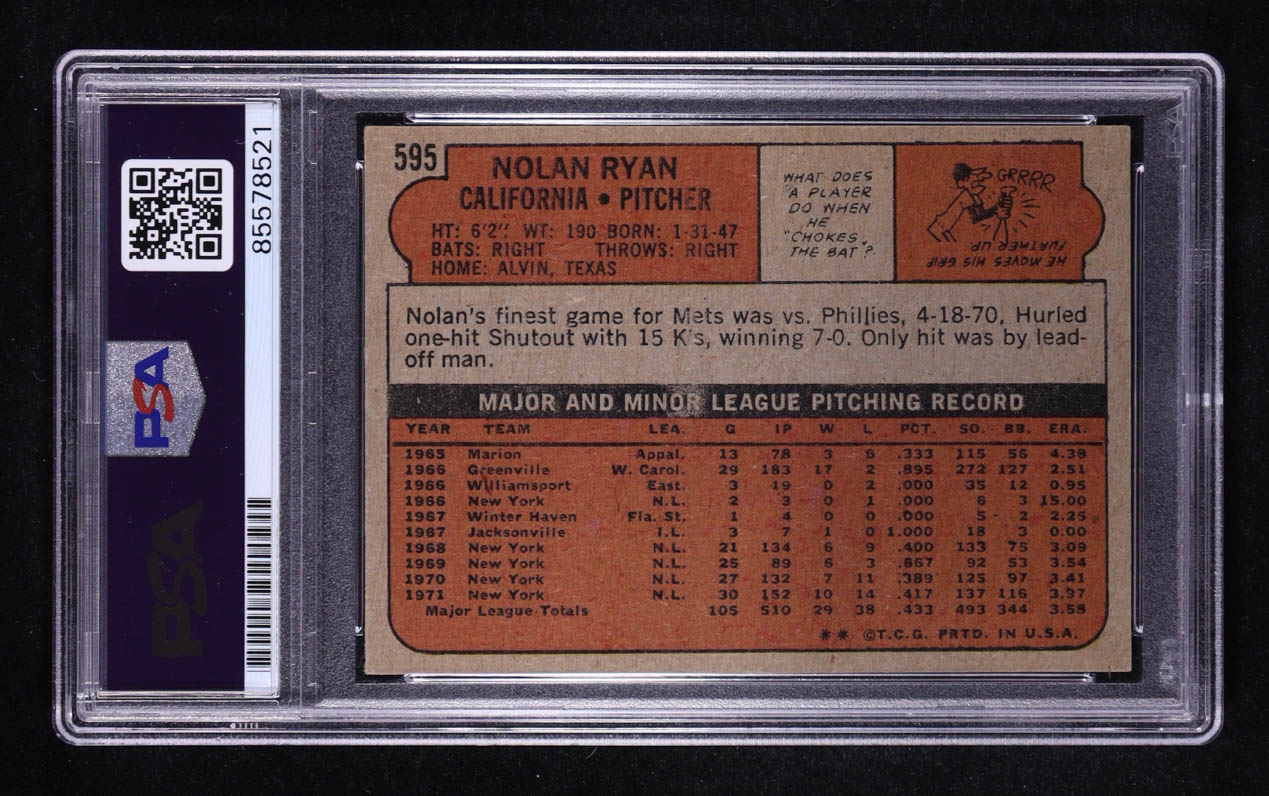 85578521
PSA
PSA
595
NOLAN RYAN
CALIFORNIA • PITCHER
HT: 6'2" WT: 190 BORN: 1-31-47
BATS: RIGHT THROWS: RIGHT
HOME: ALVIN, TEXAS
WHAT DOES
A PLAYER
DO WHEN
HE
"CHOKES
THE BAT"?
GRRRR
HE MOVES HIS GRIP
FURTHER UP
Nolan's finest game for Mets was vs. Phillies, 4-18-70. Hurled
one-hit Shutout with 15 K's, winning 7-0. Only hit was by lead-
off man.
MAJOR AND MINOR LEAGUE PITCHING RECORD
YEAR TEAM LEA. G IP W L PCT. SO. BB. ERA.
1965 Marion Appal. 13 78 3 6 .333 115 56 4.38
1966 Greenville W. Carol. 29 183 17 2 .895 272 127 2.51
1966 Williamsport East. 3 19 0 2 .000 35 12 0.95
1966 New York N.L. 2 3 0 1 .000 6 3 15.00
1967 Winter Haven Fla. St. 1 4 0 0 .000 5 2 2.25
1967 Jacksonville I.L. 3 7 1 0 1.000 18 3 0.00
1968 New York N.L. 21 134 6 9 .400 133 75 3.09
1969 New York N.L. 25 89 6 3 .667 92 53 3.54
1970 New York N.L. 27 132 7 11 .389 125 97 3.41
1971 New York N.L. 30 152 10 14 .417 137 116 3.97
Major League Totals 105 510 29 38 .433 493 344 3.58
** ©T.C.G. PRTD. IN U.S.A.
PSA